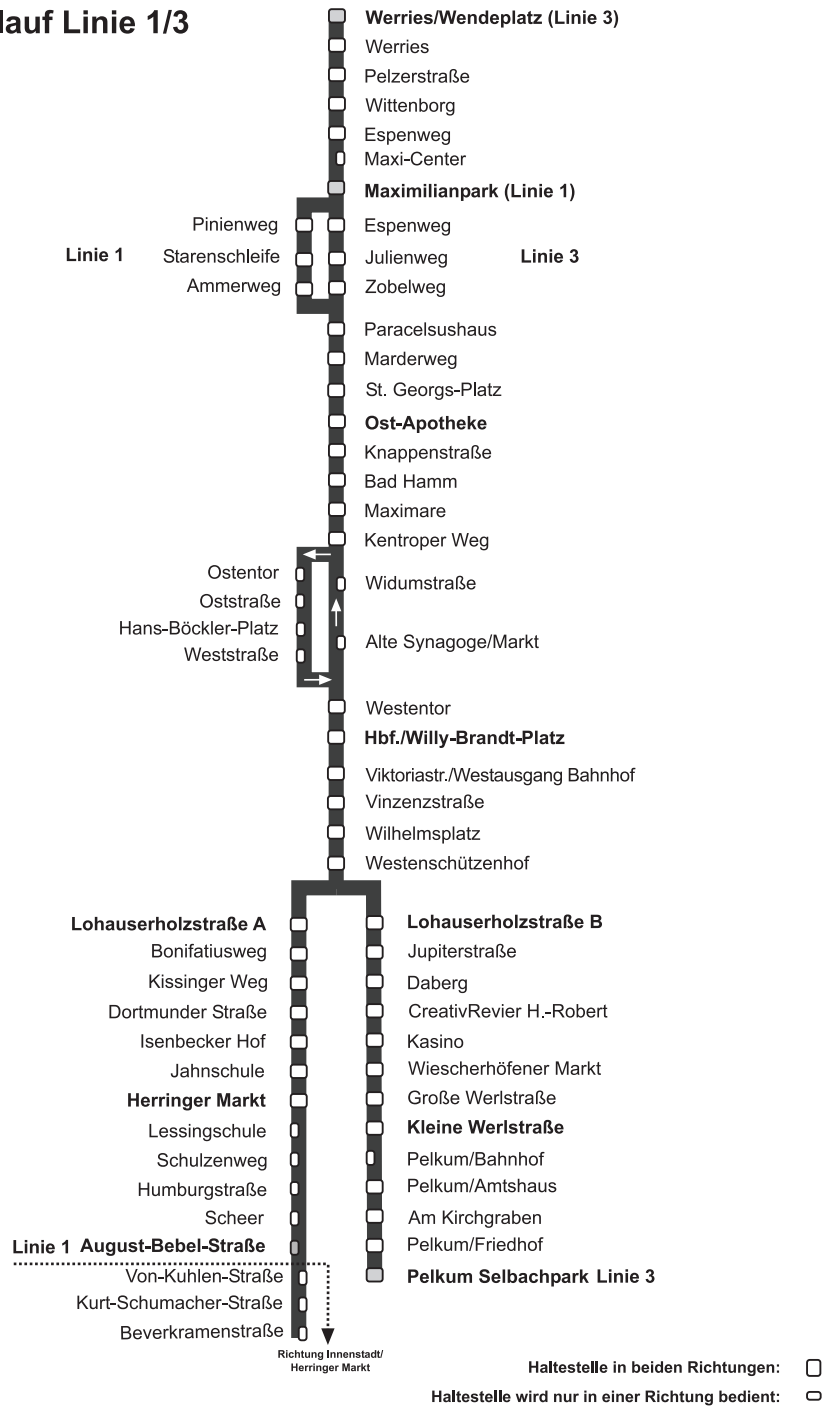 lauf Linie 1/3
Werries/Wendeplatz (Linie 3)
Werries
Pelzerstraße
Wittenborg
Espenweg
Maxi-Center
Maximilianpark (Linie 1)
Linie 1
Pinienweg
Starenschleife
Ammerweg
Espenweg
Julienweg
Zobelweg
Linie 3
Paracelsushaus
Marderweg
St. Georgs-Platz
Ost-Apotheke
Knappenstraße
Bad Hamm
Maximare
Kentroper Weg
Ostentor
Oststraße
Hans-Böckler-Platz
Weststraße
Widumstraße
Alte Synagoge/Markt
Westentor
Hbf./Willy-Brandt-Platz
Viktoriastr./Westausgang Bahnhof
Vinzenzstraße
Wilhelmsplatz
Westenschützenhof
Lohauserholzstraße A
Bonifatiusweg
Kissinger Weg
Dortmunder Straße
Isenbecker Hof
Jahnschule
Herringer Markt
Lessingschule
Schulzenweg
Humburgstraße
Scheer
Linie 1 August-Bebel-Straße
Von-Kuhlen-Straße
Kurt-Schumacher-Straße
Beverkramenstraße
Richtung Innenstadt/
Herringer Markt
Lohauserholzstraße B
Jupiterstraße
Daberg
CreativRevier H.-Robert
Kasino
Wiescherhöfener Markt
Große Werlstraße
Kleine Werlstraße
Pelkum/Bahnhof
Pelkum/Amtshaus
Am Kirchgraben
Pelkum/Friedhof
Pelkum Selbachpark Linie 3
Haltestelle in beiden Richtungen:
Haltestelle wird nur in einer Richtung bedient: